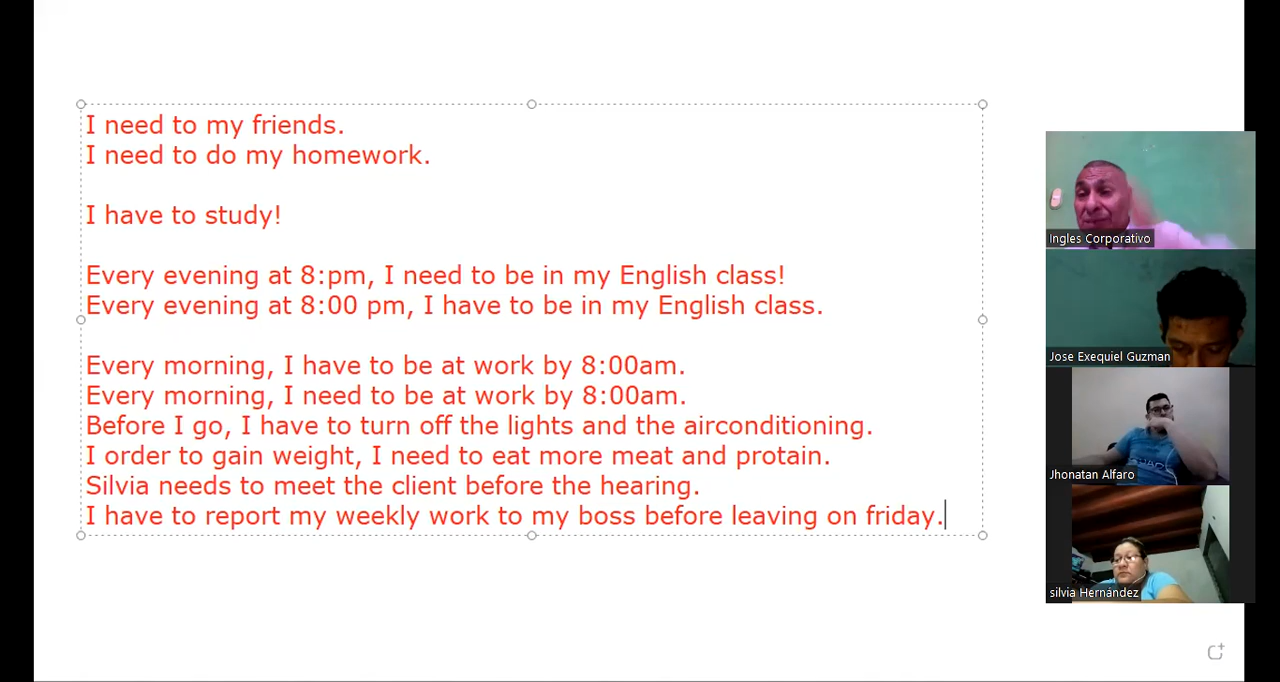 I need to my friends.
I need to do my homework.
I have to study!
Every evening at 8:pm, I need to be in my English class!
Every evening at 8:00 pm, I have to be in my English class.
Every morning, I have to be at work by 8:00am.
Every morning, I need to be at work by 8:00am.
Before I go, I have to turn off the lights and the airconditioning.
I order to gain weight, I need to eat more meat and protain.
Silvia needs to meet the client before the hearing.
I have to report my weekly work to my boss before leaving on friday.
Ingles Corporativo
Jose Exequiel Guzman
Jhonatan Alfaro
silvia Hernández